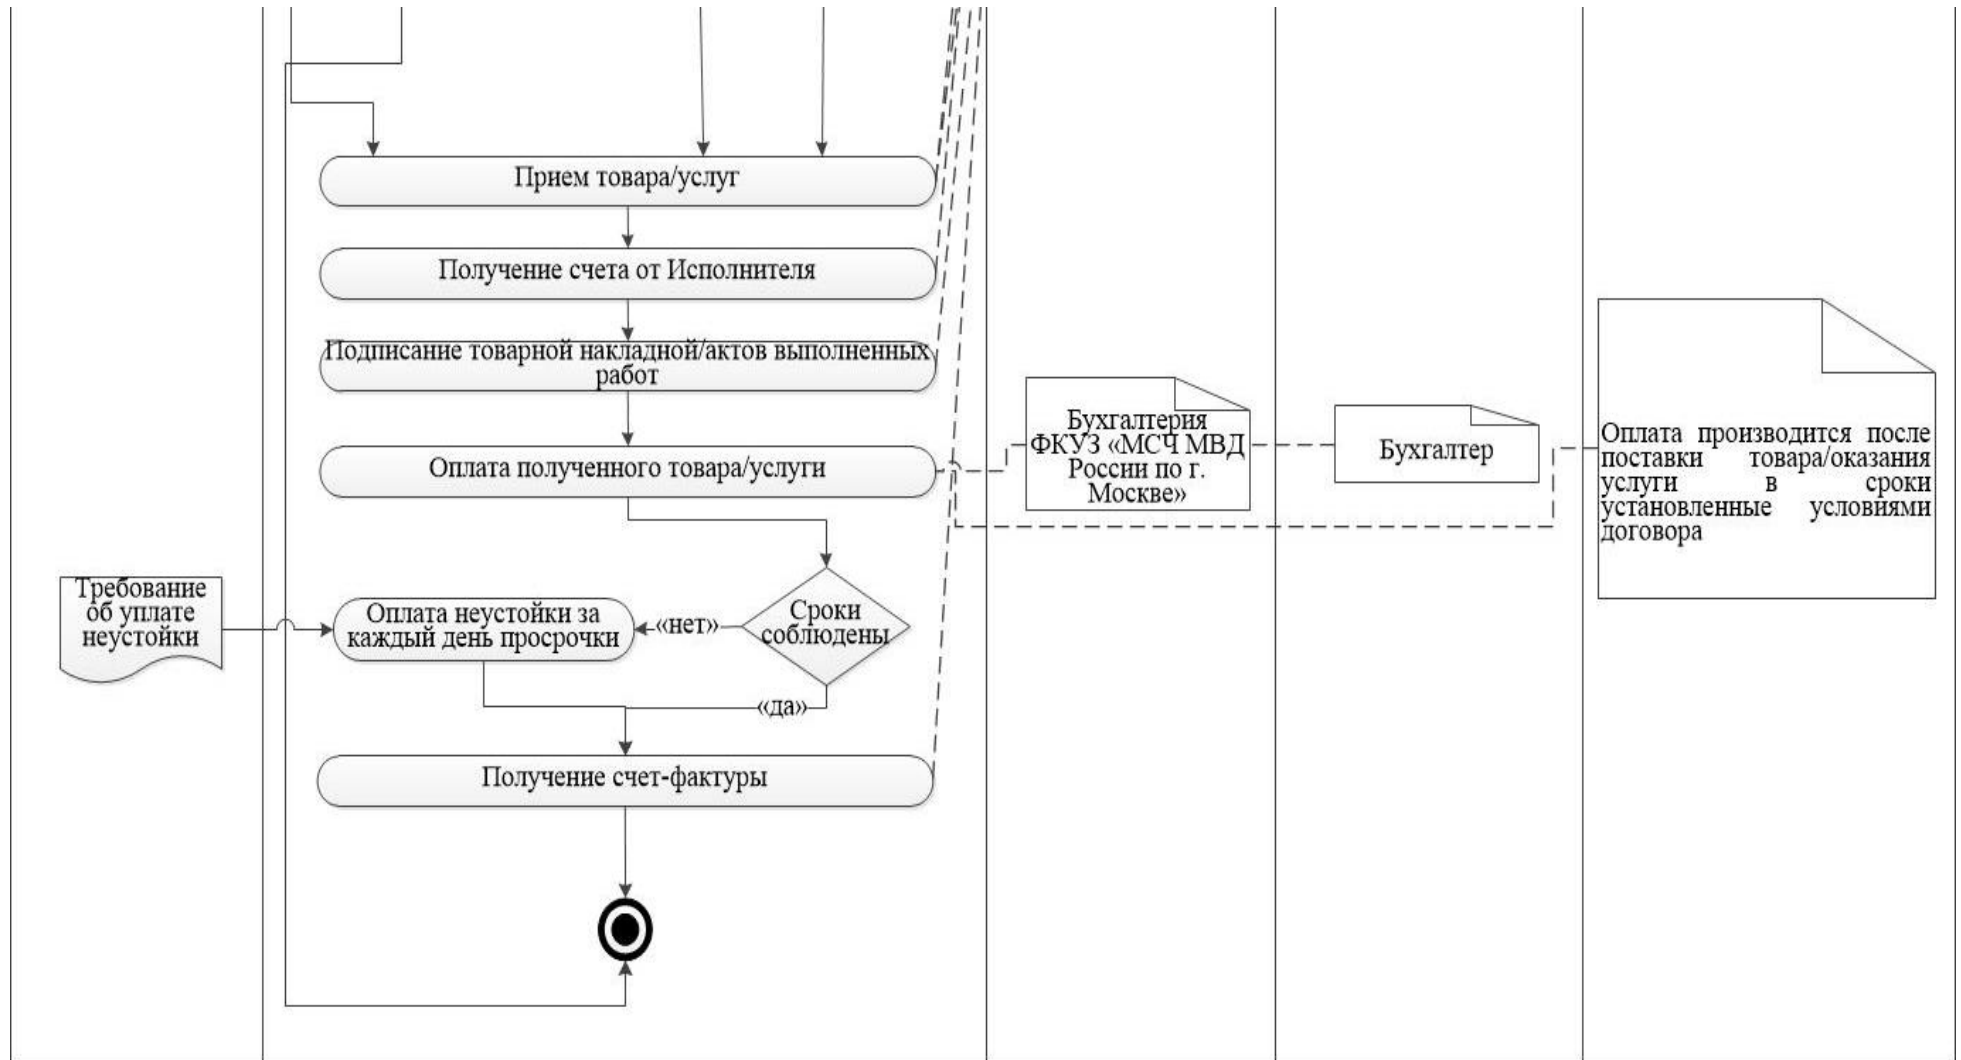 Прием товара/услуг
Получение счета от Исполнителя
Подписание товарной накладной/актов выполненных
работ
Оплата полученного товара/услуги
Бухгалтерия
ФКУЗ «МСЧ МВД
России по г.
Москве»
Бухгалтер
Оплата производится после
поставки товара/оказания
услуги в сроки
установленные условиями
договора
Требование
об уплате
неустойки
Оплата неустойки за
каждый день просрочки
«нет»
Сроки
соблюдены
«да»
Получение счет-фактуры